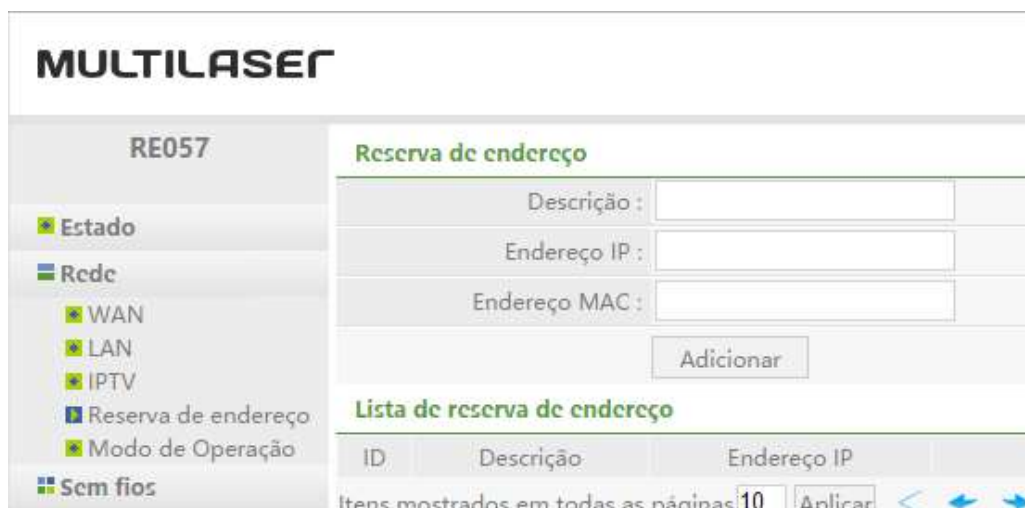 MULTILASER
RE057
Estado
Rede
WAN
LAN
IPTV
Reserva de endereço
Modo de Operação
Sem fios
Reserva de endereço
Descrição :
Endereço IP :
Endereço MAC :
Adicionar
Lista de reserva de endereço
ID Descrição Endereço IP
Itens mostrados em todas as páginas 10 Aplicar